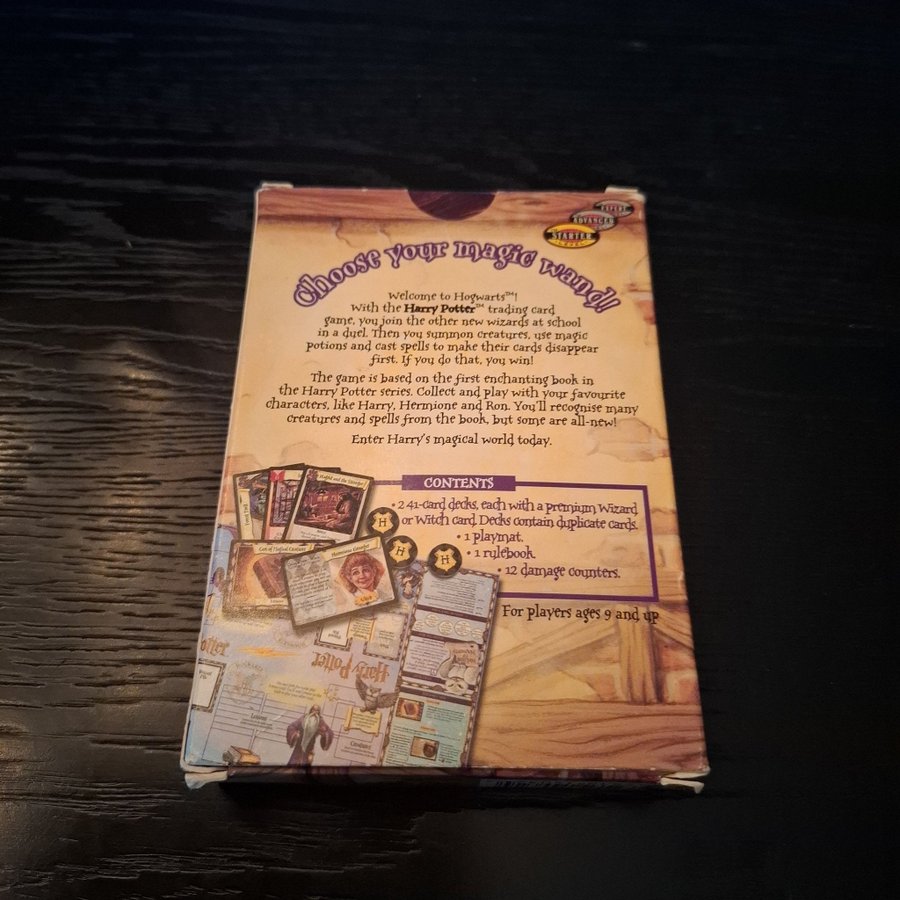 EXPERT
ADVANCED
STARTER
LEVEL
Choose your magic wand!
Welcome to Hogwarts™!
With the Harry Potter™ trading card
game, you join the other new wizards at school
in a duel. Then you summon creatures, use magic
potions and cast spells to make their cards disappear
first. If you do that, you win!
The game is based on the first enchanting book in
the Harry Potter series. Collect and play with your favourite
characters, like Harry, Hermione and Ron. You'll recognise many
creatures and spells from the book, but some are all-new!
Enter Harry's magical world today.
CONTENTS
• 2 41-card decks, each with a premium Wizard
or Witch card. Decks contain duplicate cards.
• 1 playmat.
• 1 rulebook.
• 12 damage counters.
For players ages 9 and up
Hagrid and the Stranger
H
H
H
Hermione Granger
Harry Potter
Lessons
Creatures